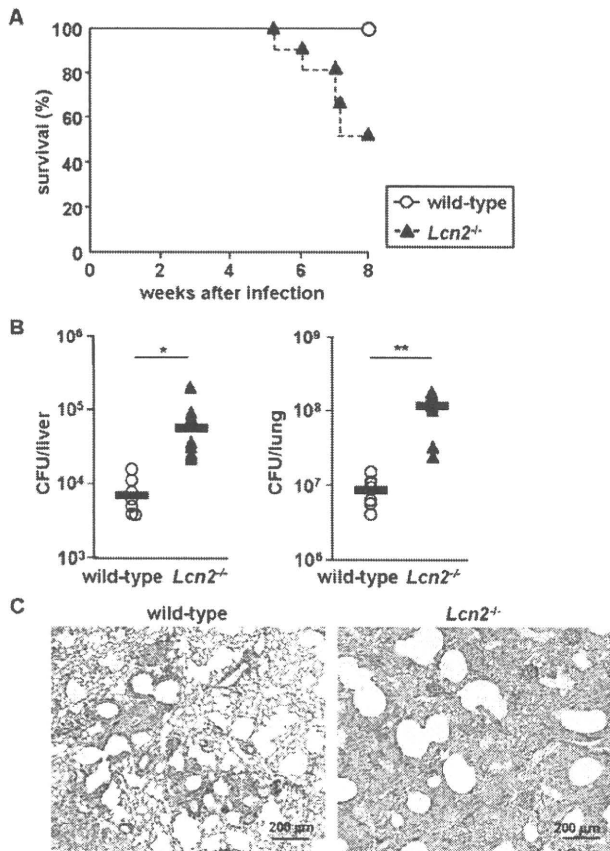 A
survival (%)
100
80
60
40
20
0
0 2 4 6 8
weeks after infection
wild-type
Lcn2-/-
B
CFU/liver
10⁶
10⁵
10⁴
10³
*
wild-type Lcn2-/-
CFU/lung
10⁹
10⁸
10⁷
10⁶
**
wild-type Lcn2-/-
C
wild-type
Lcn2-/-
200 µm
200 µm